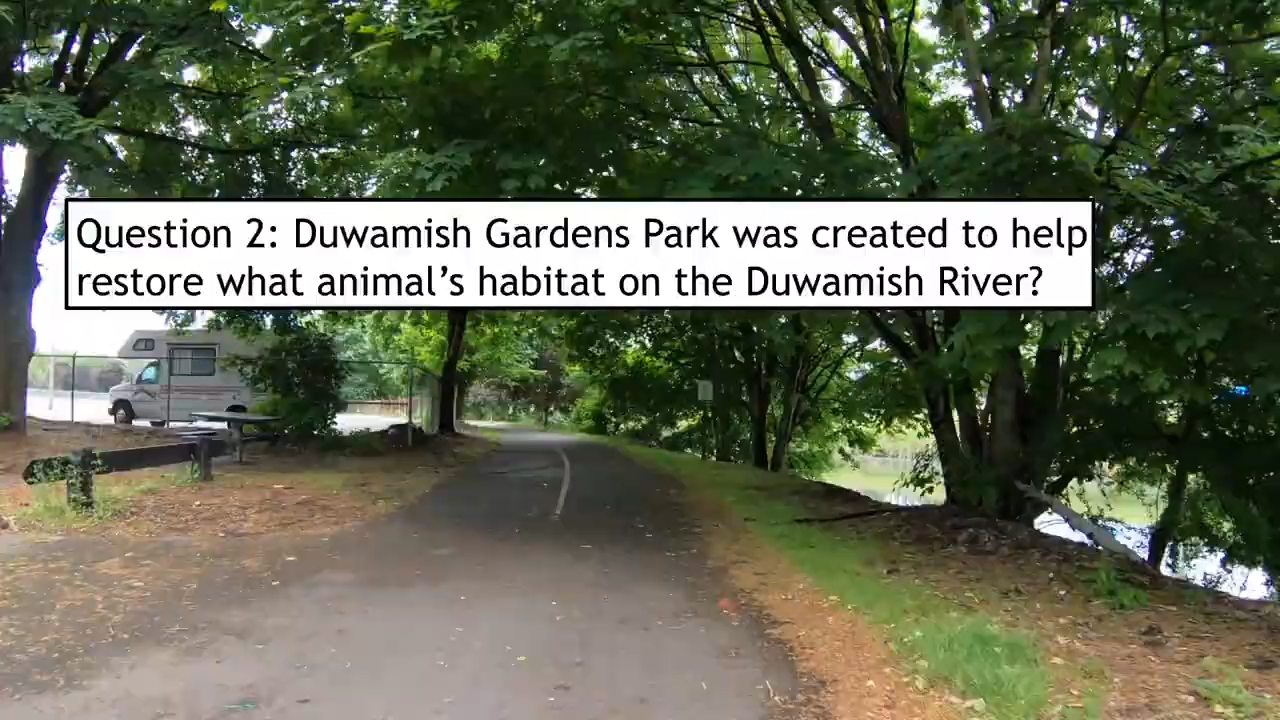 Question 2: Duwamish Gardens Park was created to help
restore what animal’s habitat on the Duwamish River?